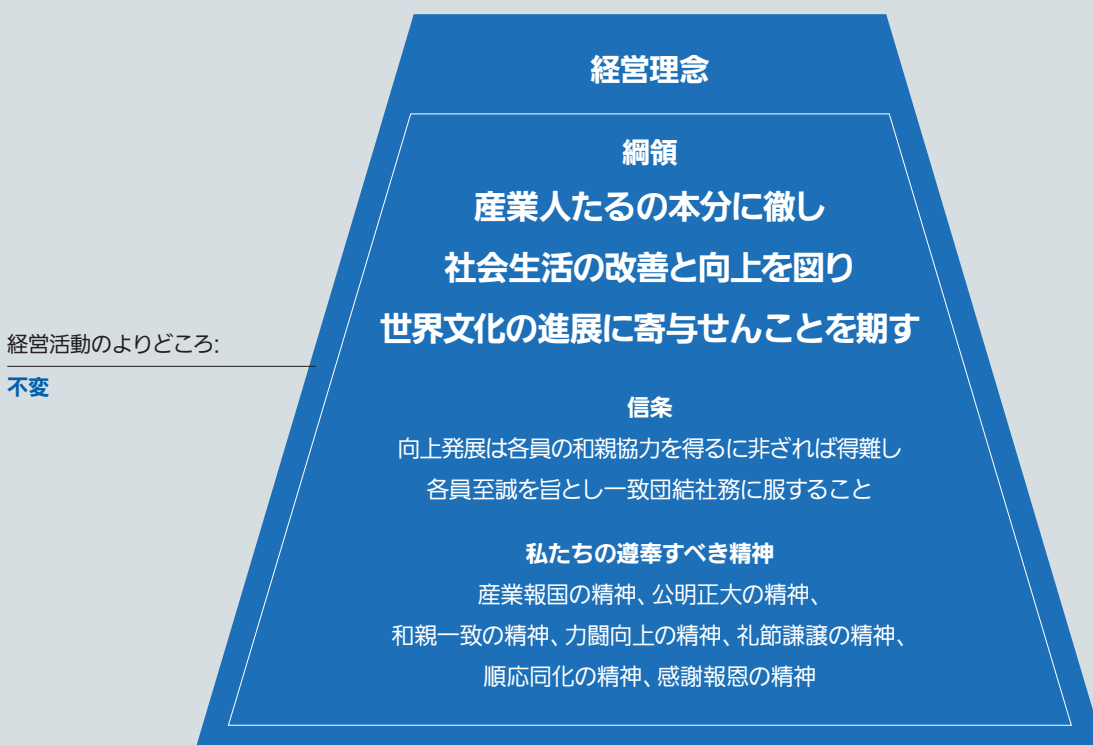 経営理念
綱領
産業人たるの本分に徹し
社会生活の改善と向上を図り
世界文化の進展に寄与せんことを期す
経営活動のよりどころ:
不変
信条
向上発展は各員の和親協力を得るに非ざれば得難し
各員至誠を旨とし一致団結社務に服すること
私たちの遵奉すべき精神
産業報国の精神、公明正大の精神、
和親一致の精神、力闘向上の精神、礼節謙譲の精神、
順応同化の精神、感謝報恩の精神